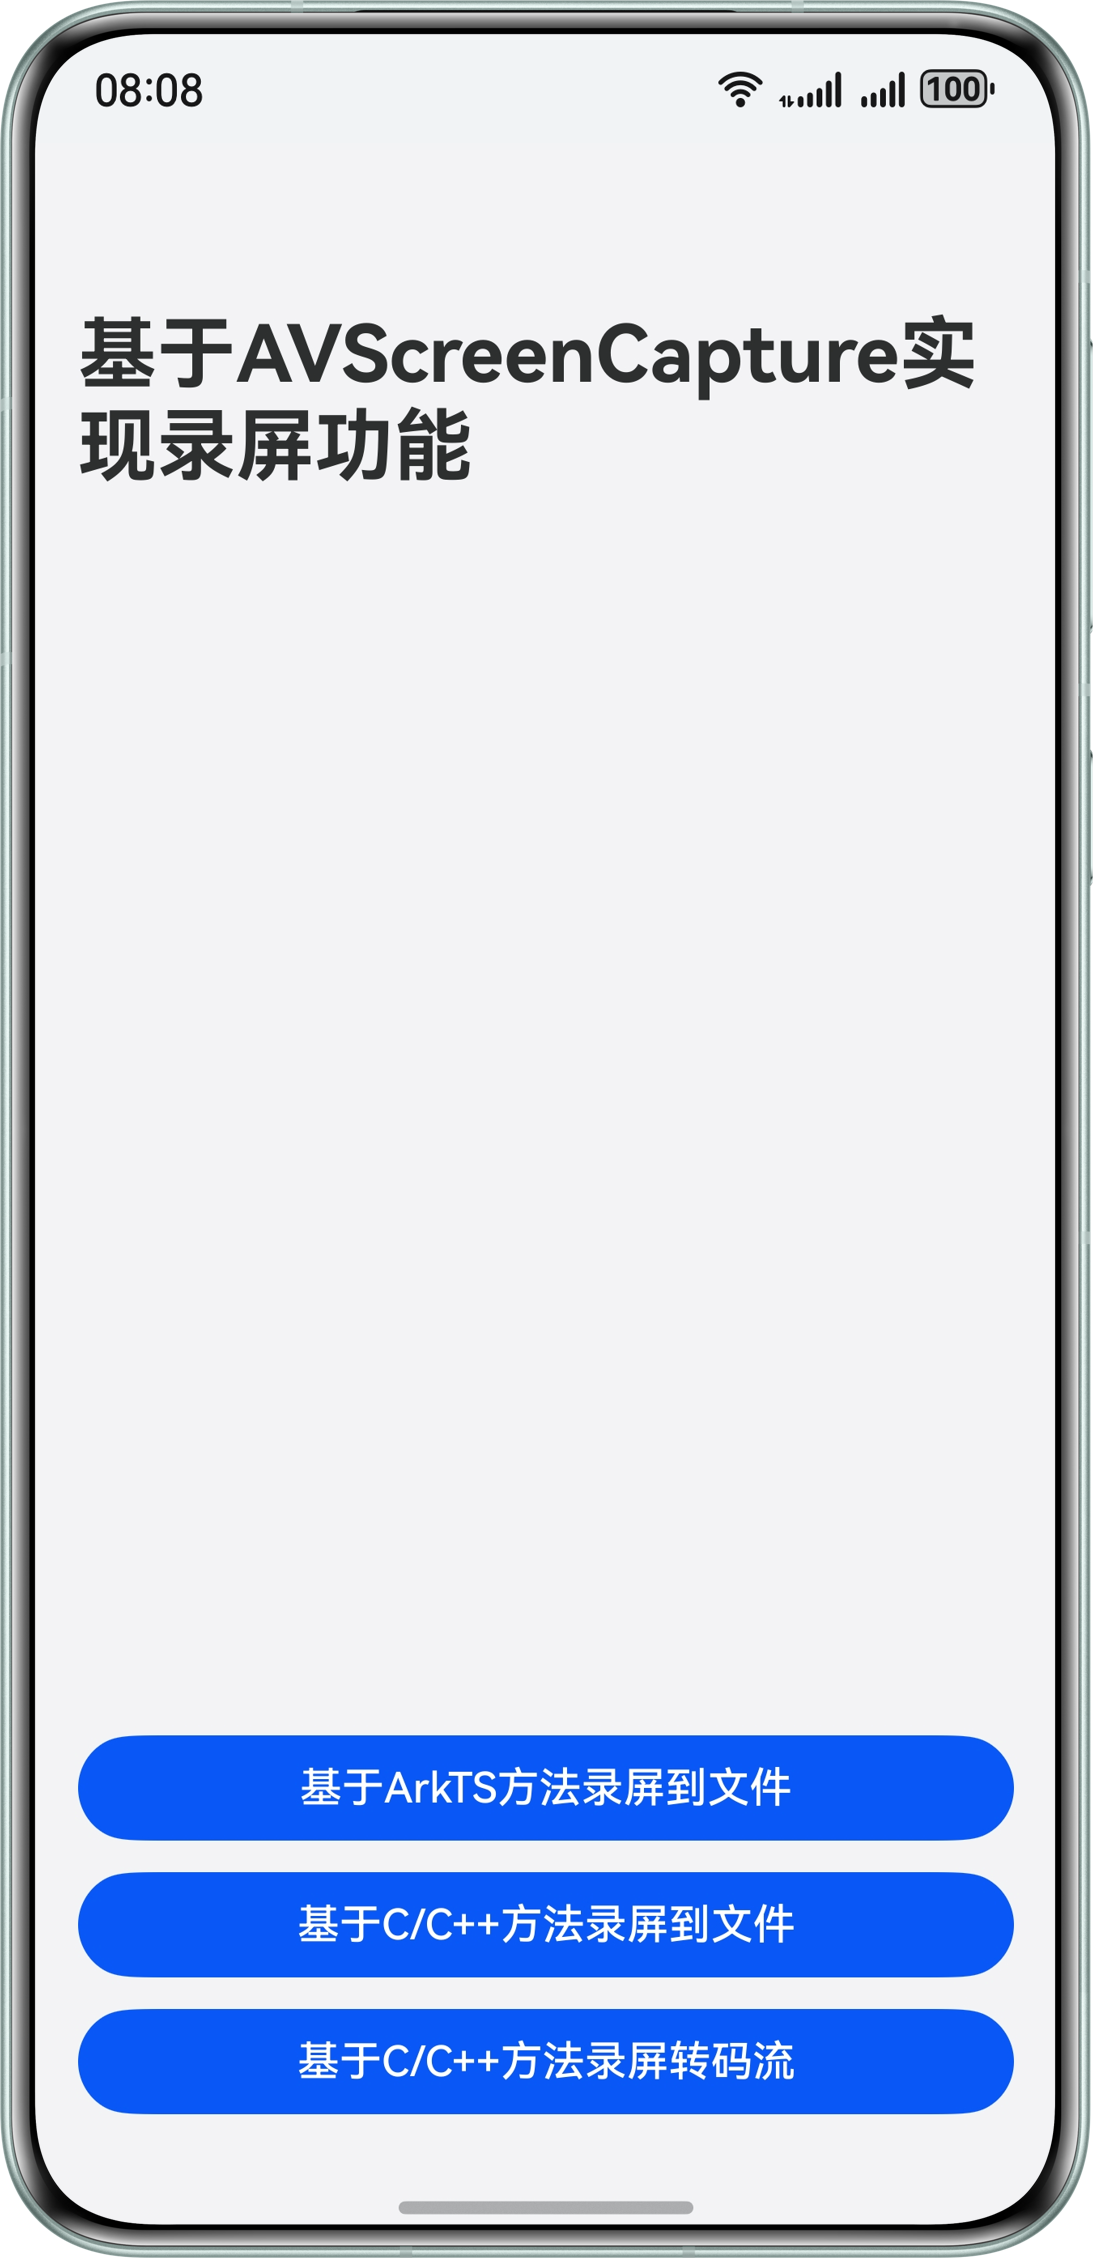 08:08
100
基于AVScreenCapture实
现录屏功能
基于ArkTS方法录屏到文件
基于C/C++方法录屏到文件
基于C/C++方法录屏转码流